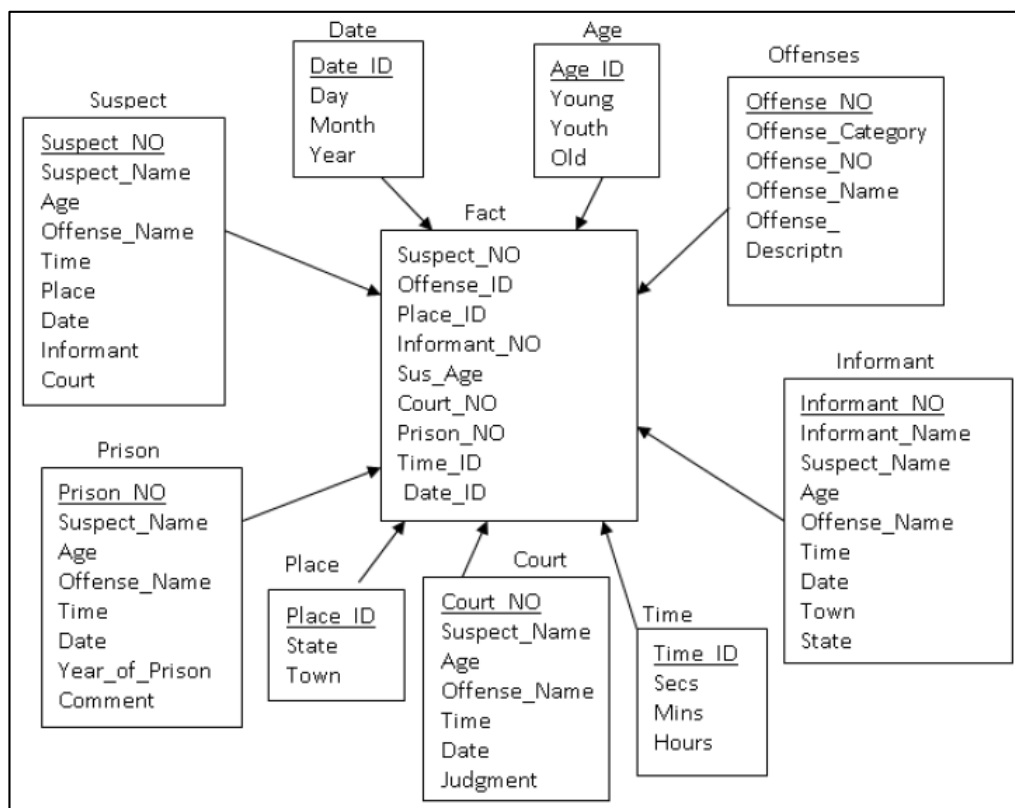 Date
Date_ID
Day
Month
Year
Age
Age_ID
Young
Youth
Old
Offenses
Offense_NO
Offense_Category
Offense_NO
Offense_Name
Offense_
Descriptn
Suspect
Suspect_NO
Suspect_Name
Age
Offense_Name
Time
Place
Date
Informant
Court
Fact
Suspect_NO
Offense_ID
Place_ID
Informant_NO
Sus_Age
Court_NO
Prison_NO
Time_ID
Date_ID
Informant
Informant_NO
Informant_Name
Suspect_Name
Age
Offense_Name
Time
Date
Town
State
Prison
Prison_NO
Suspect_Name
Age
Offense_Name
Time
Date
Year_of_Prison
Comment
Place
Place_ID
State
Town
Court
Court_NO
Suspect_Name
Age
Offense_Name
Time
Date
Judgment
Time
Time_ID
Secs
Mins
Hours